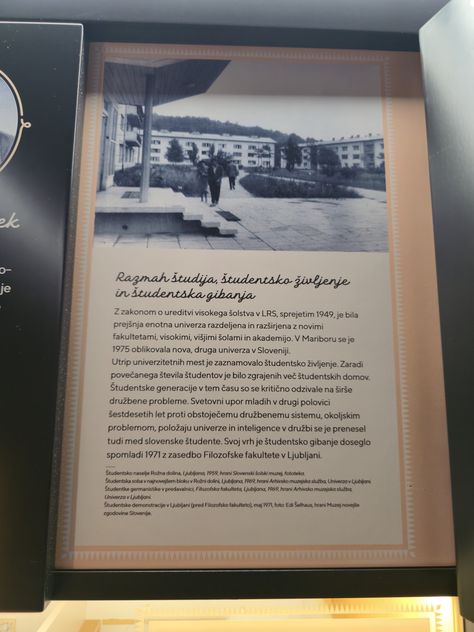 ek
o-
je
Razmah študija, študentsko življenje
in študentska gibanja
Z zakonom o ureditvi visokega šolstva v LRS, sprejetim 1949, je bila
prejšnja enotna univerza razdeljena in razširjena z novimi
fakultetami, visokimi, višjimi šolami in akademijo. V Mariboru se je
1975 oblikovala nova, druga univerza v Sloveniji.
Utrip univerzitetnih mest je zaznamovalo študentsko življenje. Zaradi
povečanega števila študentov je bilo zgrajenih več študentskih domov.
Študentske generacije v tem času so se kritično odzivale na širše
družbene probleme. Svetovni upor mladih v drugi polovici
šestdesetih let proti obstoječemu družbenemu sistemu, okoljskim
problemom, položaju univerze in inteligence v družbi se je prenesel
tudi med slovenske študente. Svoj vrh je študentsko gibanje doseglo
spomladi 1971 z zasedbo Filozofske fakultete v Ljubljani.
Študentsko naselje Rožna dolina, Ljubljana, 1959, hrani Slovenski šolski muzej, fototeka.
Študentska soba v najnovejšem bloku v Rožni dolini, Ljubljana, 1969, hrani Arhivsko muzejska služba, Univerza v Ljubljani.
Študentke germanistike v predavalnici, Filozofska fakulteta, Ljubljana, 1969, hrani Arhivsko muzejska služba,
Univerza v Ljubljani.
Študentske demonstracije v Ljubljani (pred Filozofsko fakulteto), maj 1971, foto: Edi Šelhaus, hrani Muzej novejše
zgodovine Slovenije.